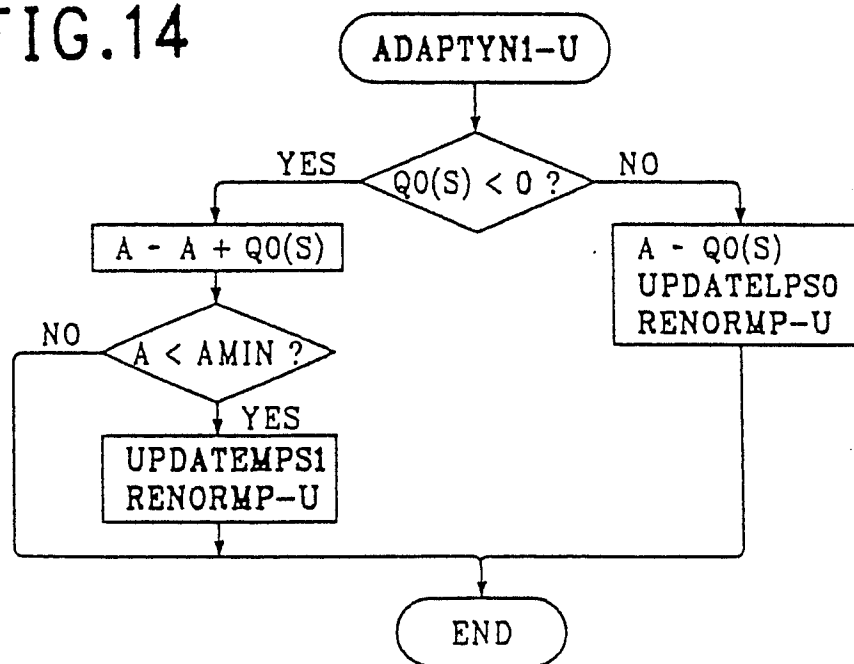 FIG.14
ADAPTYN1-U
Q0(S) < 0 ?
YES
NO
A - A + Q0(S)
A - Q0(S)
UPDATELPS0
RENORMP-U
A < AMIN ?
NO
YES
UPDATEMPS1
RENORMP-U
END